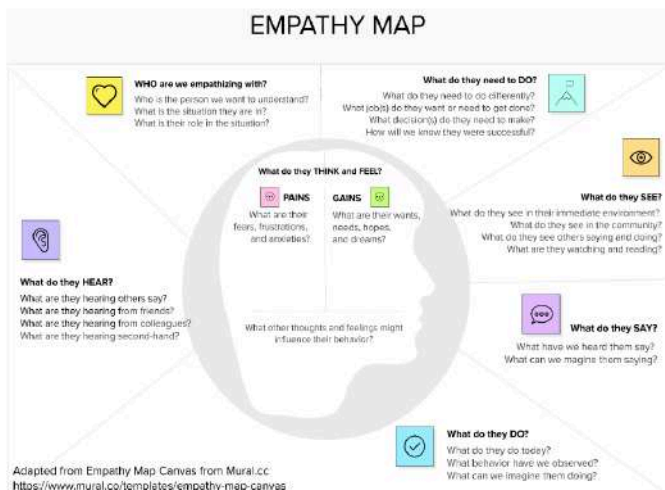 EMPATHY MAP
WHO are we empathizing with?
Who is the person we want to understand?
What is the situation they are in?
What is their role in the situation?
What do they need to DO?
What do they need to do differently?
What job(s) do they want or need to get done?
What decision(s) do they need to make?
How will we know they were successful?
What do they SEE?
What do they see in their immediate environment?
What do they see in the community?
What do they see others saying and doing?
What are they watching and reading?
What do they SAY?
What have we heard them say?
What can we magine them saying?
What do they DO?
What do they do today?
What behavior have we observed?
What can we imagine them doing?
What do they HEAR?
What are they hearing others say?
What are they hearing from friends?
What are they hearing from colleagues?
What are they hearing second-hand?
What do they THINK and FEEL?
PAINS
What are their
fears, frustrations,
and anxieties?
GAINS
What are their wants,
needs, hopes,
and dreams?
What other thoughts and feelings might
influence their behavior?
Adapted from Empathy Map Canvas from Mural.cc
https://www.mural.co/templates/empathy-map-canvas